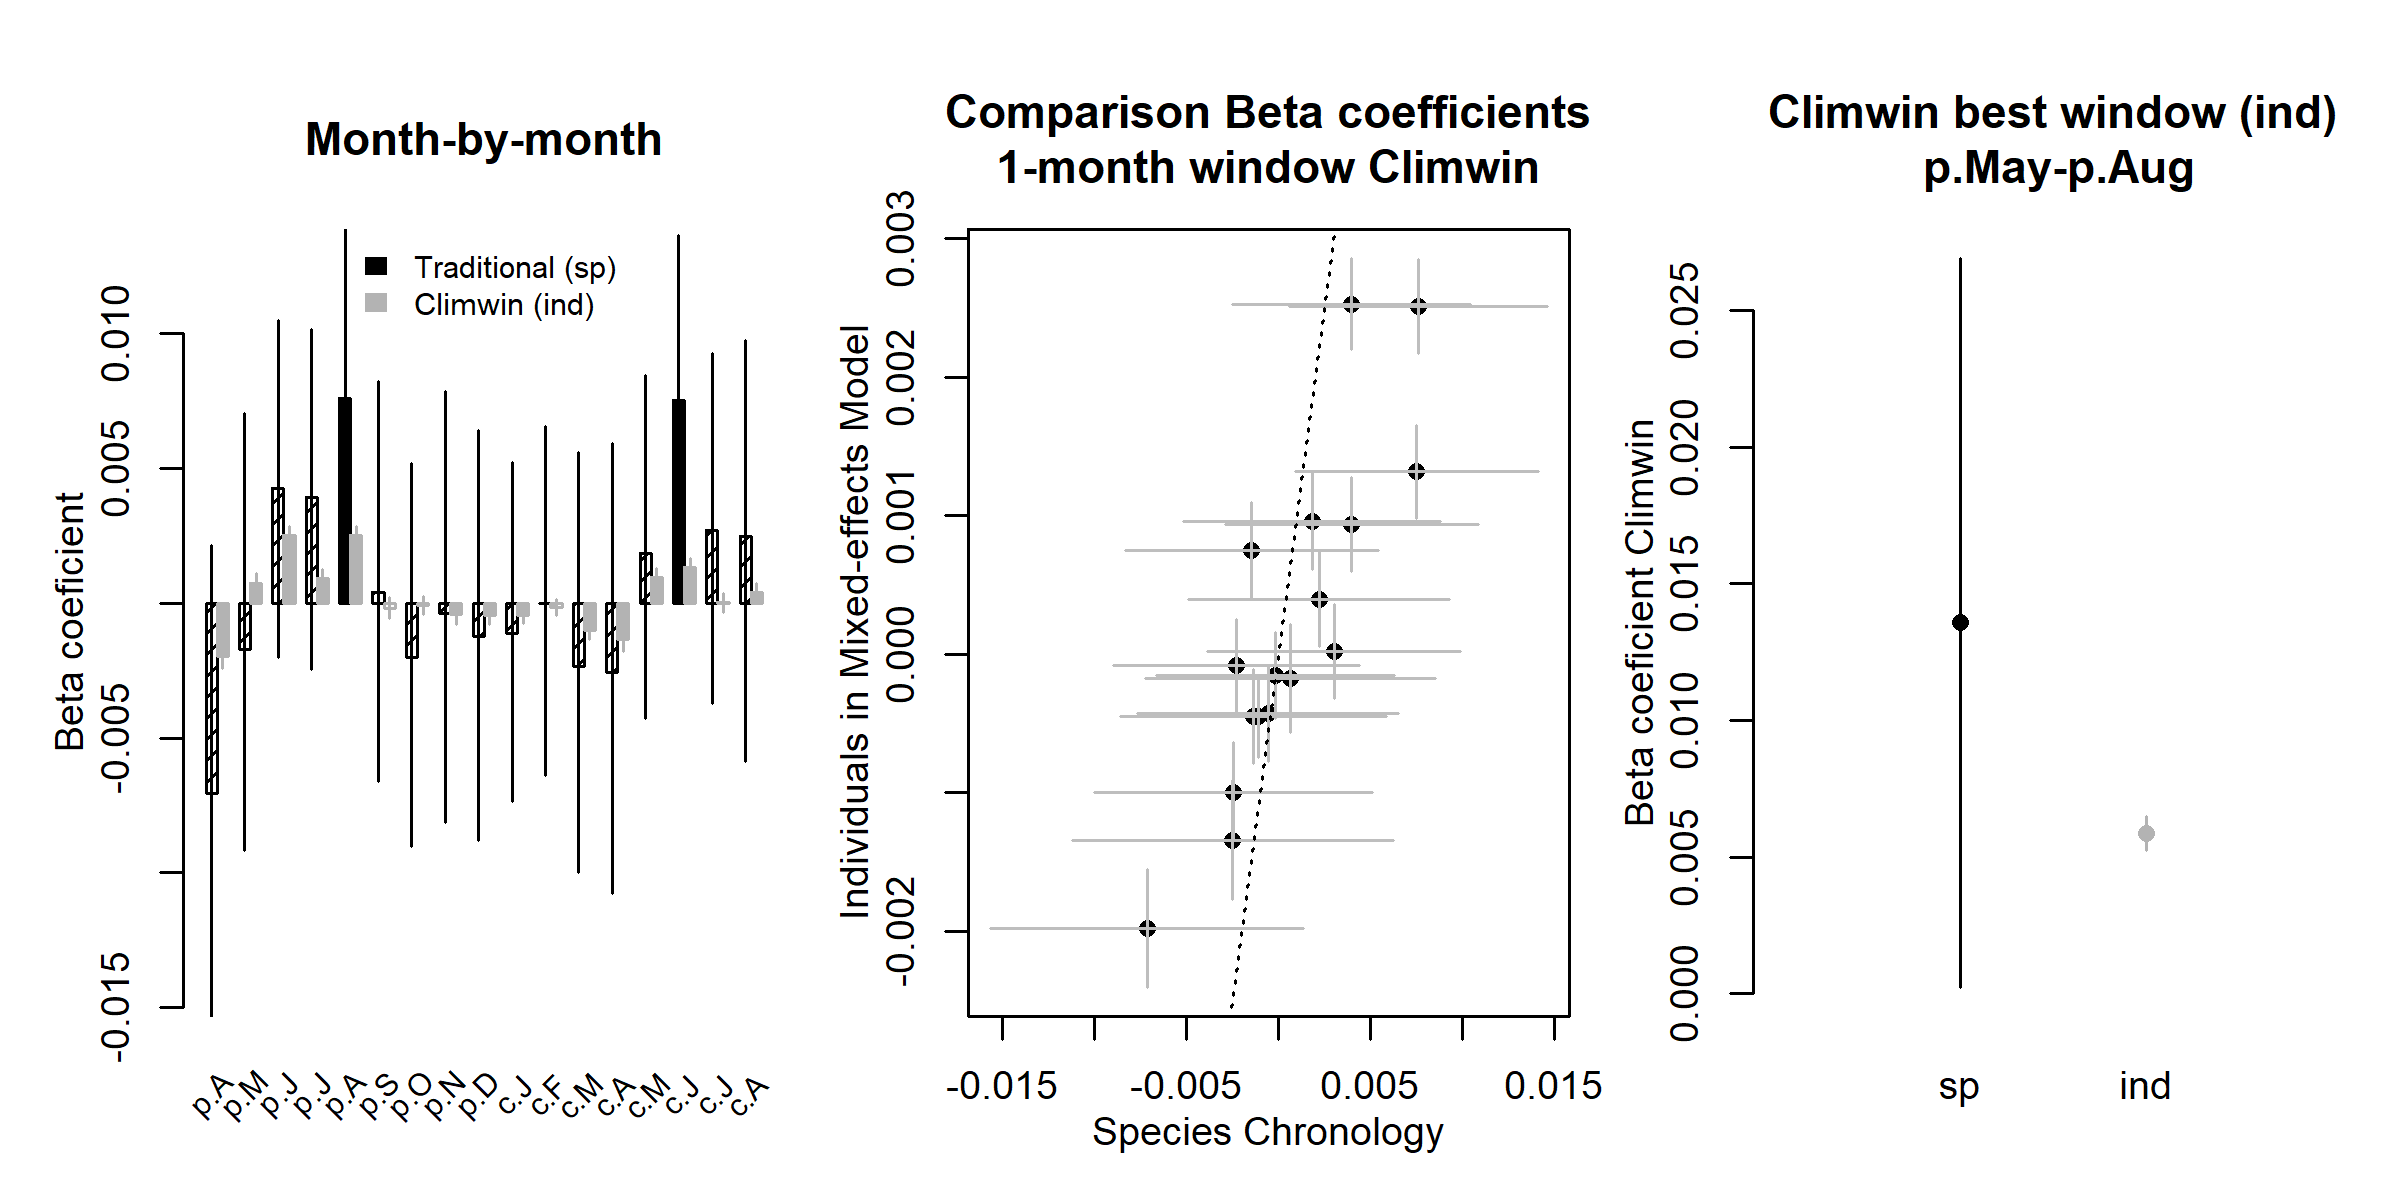 Month-by-month
Traditional (sp)
Climwin (ind)
Beta coeficient
0.010
0.005
-0.005
-0.015
p.A
p.M
p.J
p.J
p.A
p.S
p.O
p.N
p.D
c.J
c.F
c.M
c.A
c.M
c.J
c.J
c.A
Comparison Beta coefficients
1-month window Climwin
Individuals in Mixed-effects Model
0.003
0.002
0.001
0.000
-0.002
-0.015
-0.005
0.005
0.015
Species Chronology
Climwin best window (ind)
p.May-p.Aug
Beta coeficient Climwin
0.025
0.020
0.015
0.010
0.005
0.000
sp
ind